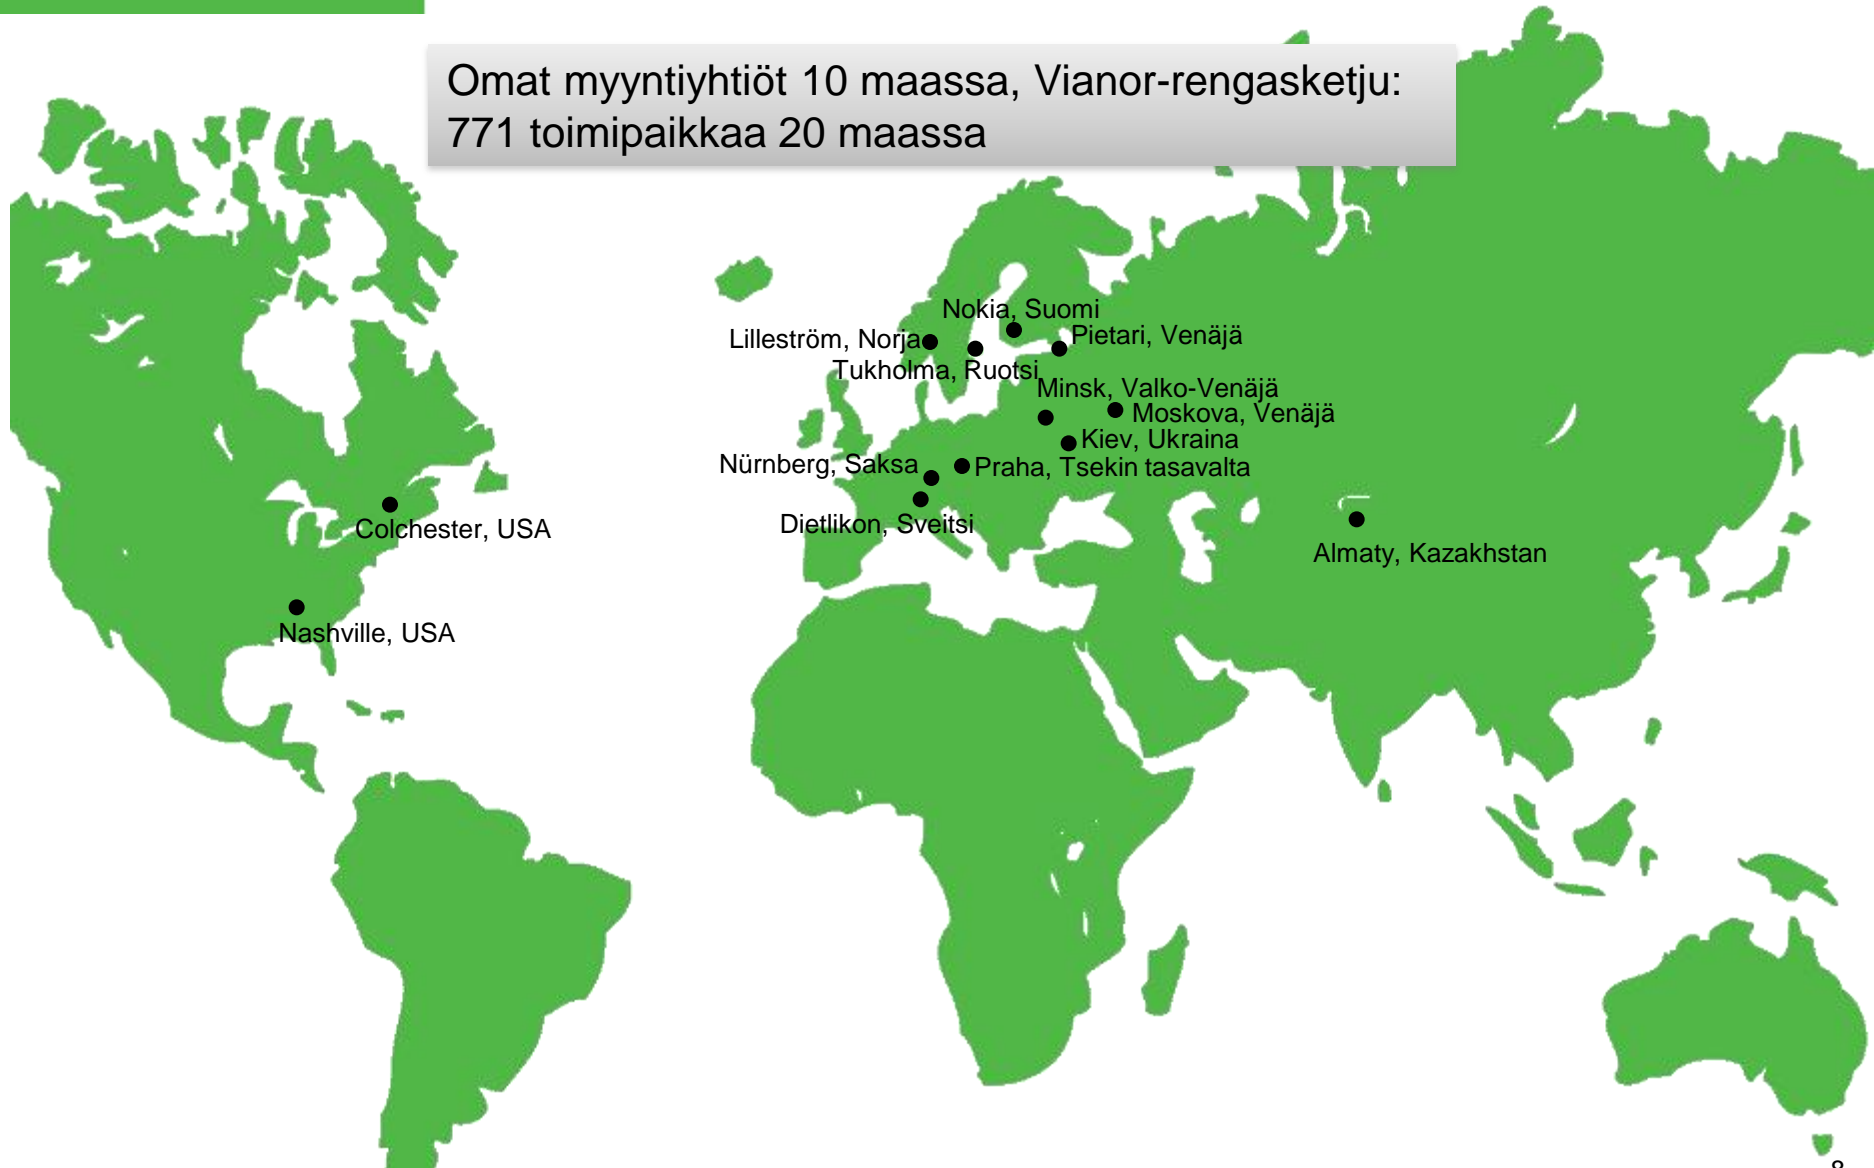 Omat myyntiyhtiöt 10 maassa, Vianor-rengasketju:
771 toimipaikkaa 20 maassa
Nokia, Suomi
Lilleström, Norja
Pietari, Venäjä
Tukholma, Ruotsi
Minsk, Valko-Venäjä
Moskova, Venäjä
Kiev, Ukraina
Nürnberg, Saksa
Praha, Tsekin tasavalta
Dietlikon, Sveitsi
Colchester, USA
Almaty, Kazakhstan
Nashville, USA
8